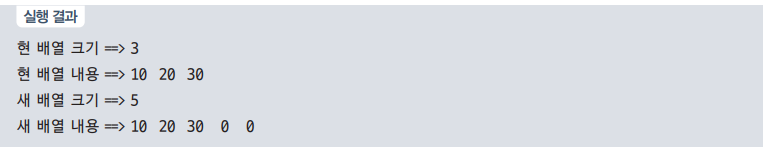 실행 결과
현 배열 크기 ==> 3
현 배열 내용 ==> 10 20 30
새 배열 크기 ==> 5
새 배열 내용 ==> 10 20 30 0 0